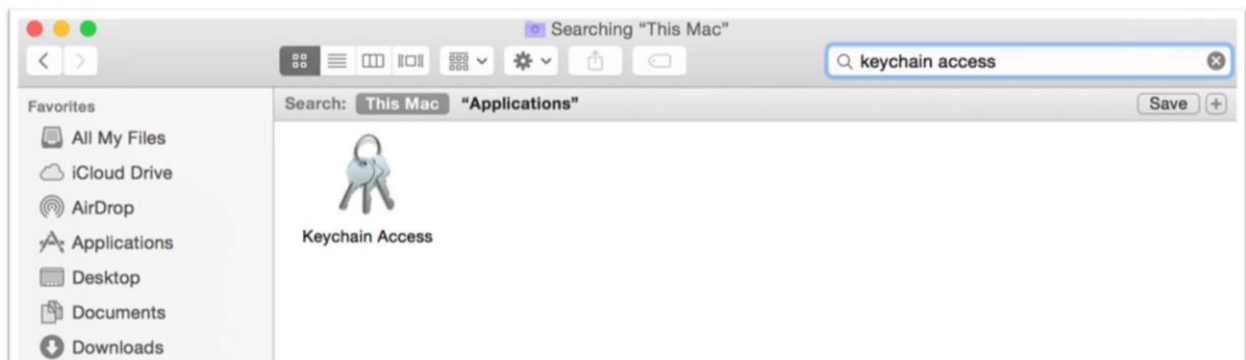 Searching “This Mac”
keychain access
Favorites
Search: This Mac “Applications” Save
All My Files
iCloud Drive
AirDrop
Applications
Desktop
Documents
Downloads
Keychain Access